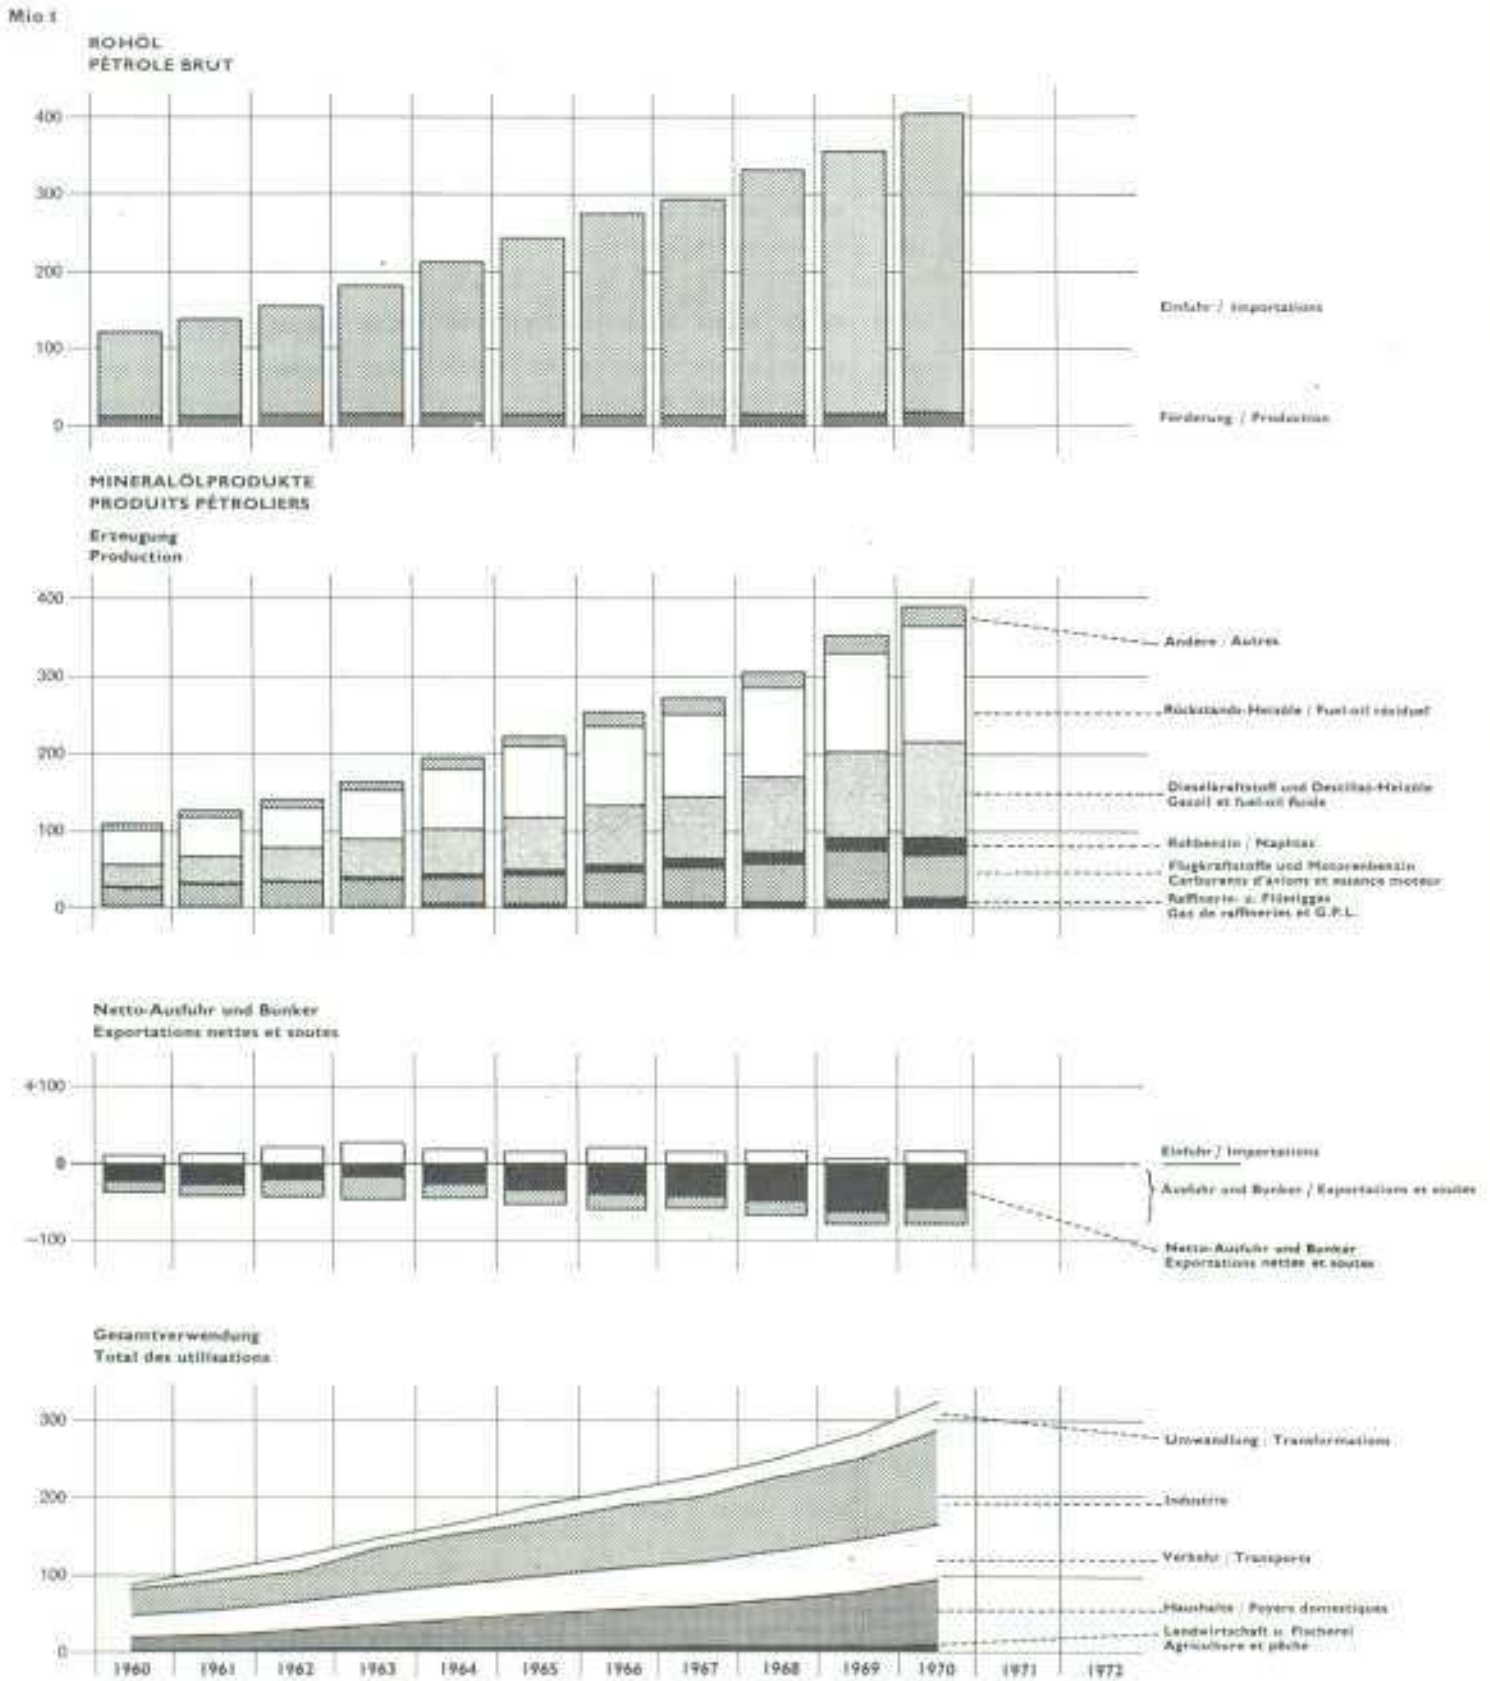 Mio t
ROHÖL
PÉTROLE BRUT
400
300
200
100
0
Einfuhr / Importations
Förderung / Production
MINERALÖLPRODUKTE
PRODUITS PÉTROLIERS
Erzeugung
Production
400
300
200
100
0
Andere / Autres
Rückstands-Heizöle / Fuel-oil résiduel
Dieselkraftstoff und Destillat-Heizöle
Gasoil et fuel-oil fluide
Rohbenzin / Naphtas
Flugkraftstoffe und Motorenbenzin
Carburants d'avions et essence moteur
Raffinerie- u. Flüssiggas
Gaz de raffineries et G.P.L.
Netto-Ausfuhr und Bunker
Exportations nettes et soutes
+100
0
-100
Einfuhr / Importations
Ausfuhr und Bunker / Exportations et soutes
Netto-Ausfuhr und Bunker
Exportations nettes et soutes
Gesamtverwendung
Total des utilisations
300
200
100
0
Umwandlung / Transformations
Industrie
Verkehr / Transports
Haushalte / Foyers domestiques
Landwirtschaft u. Fischerei
Agriculture et pêche
1960 1961 1962 1963 1964 1965 1966 1967 1968 1969 1970 1971 1972